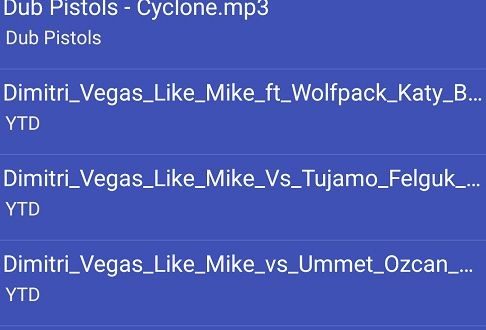 Dub Pistols - Cyclone.mp3
Dub Pistols
Dimitri_Vegas_Like_Mike_ft_Wolfpack_Katy_B...
YTD
Dimitri_Vegas_Like_Mike_Vs_Tujamo_Felguk_...
YTD
Dimitri_Vegas_Like_Mike_vs_Ummet_Ozcan_...
YTD